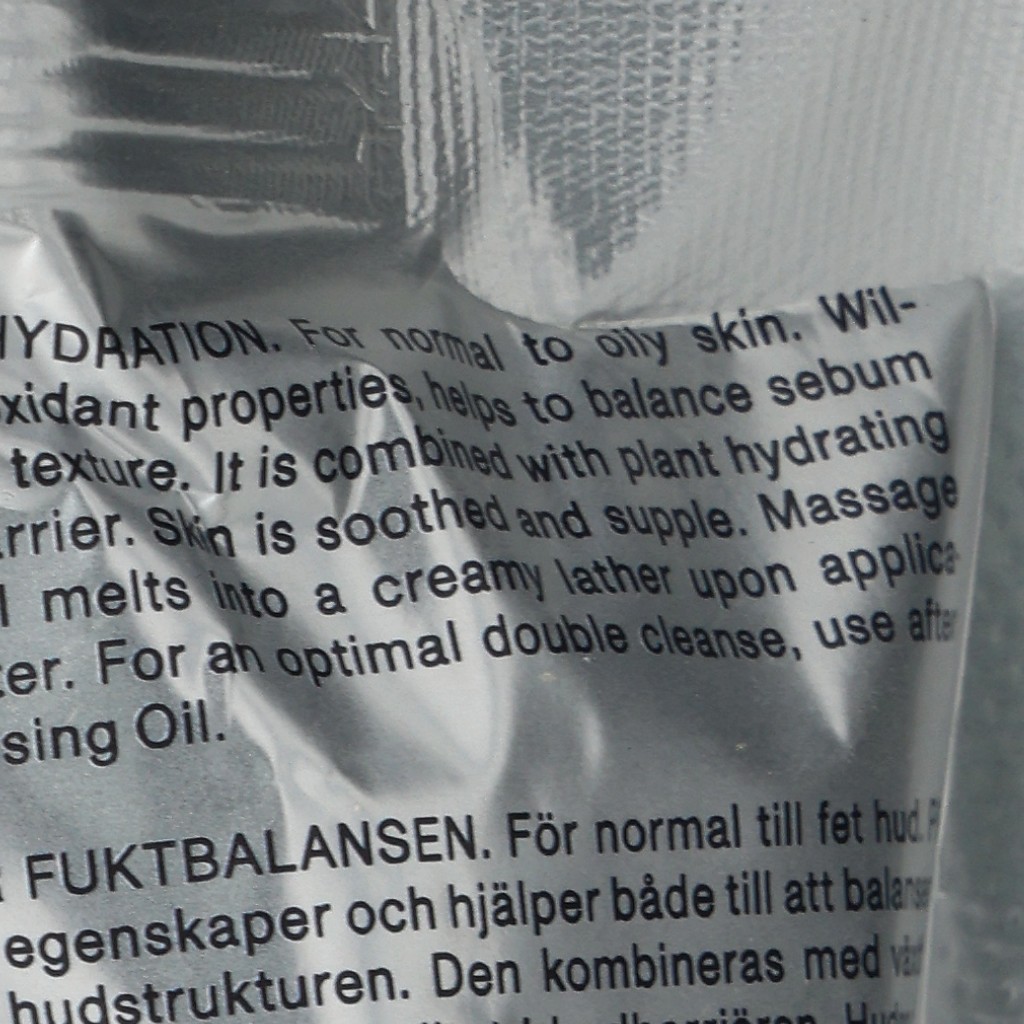 HYDRATION. For normal to oily skin. Wil-
xidant properties, helps to balance sebum
texture. It is combined with plant hydrating
rrier. Skin is soothed and supple. Massage
l melts into a creamy lather upon applica-
ter. For an optimal double cleanse, use after
sing Oil.
FUKTBALANSEN. För normal till fet hud.
egenskaper och hjälper både till att balanse
hudstrukturen. Den kombineras med